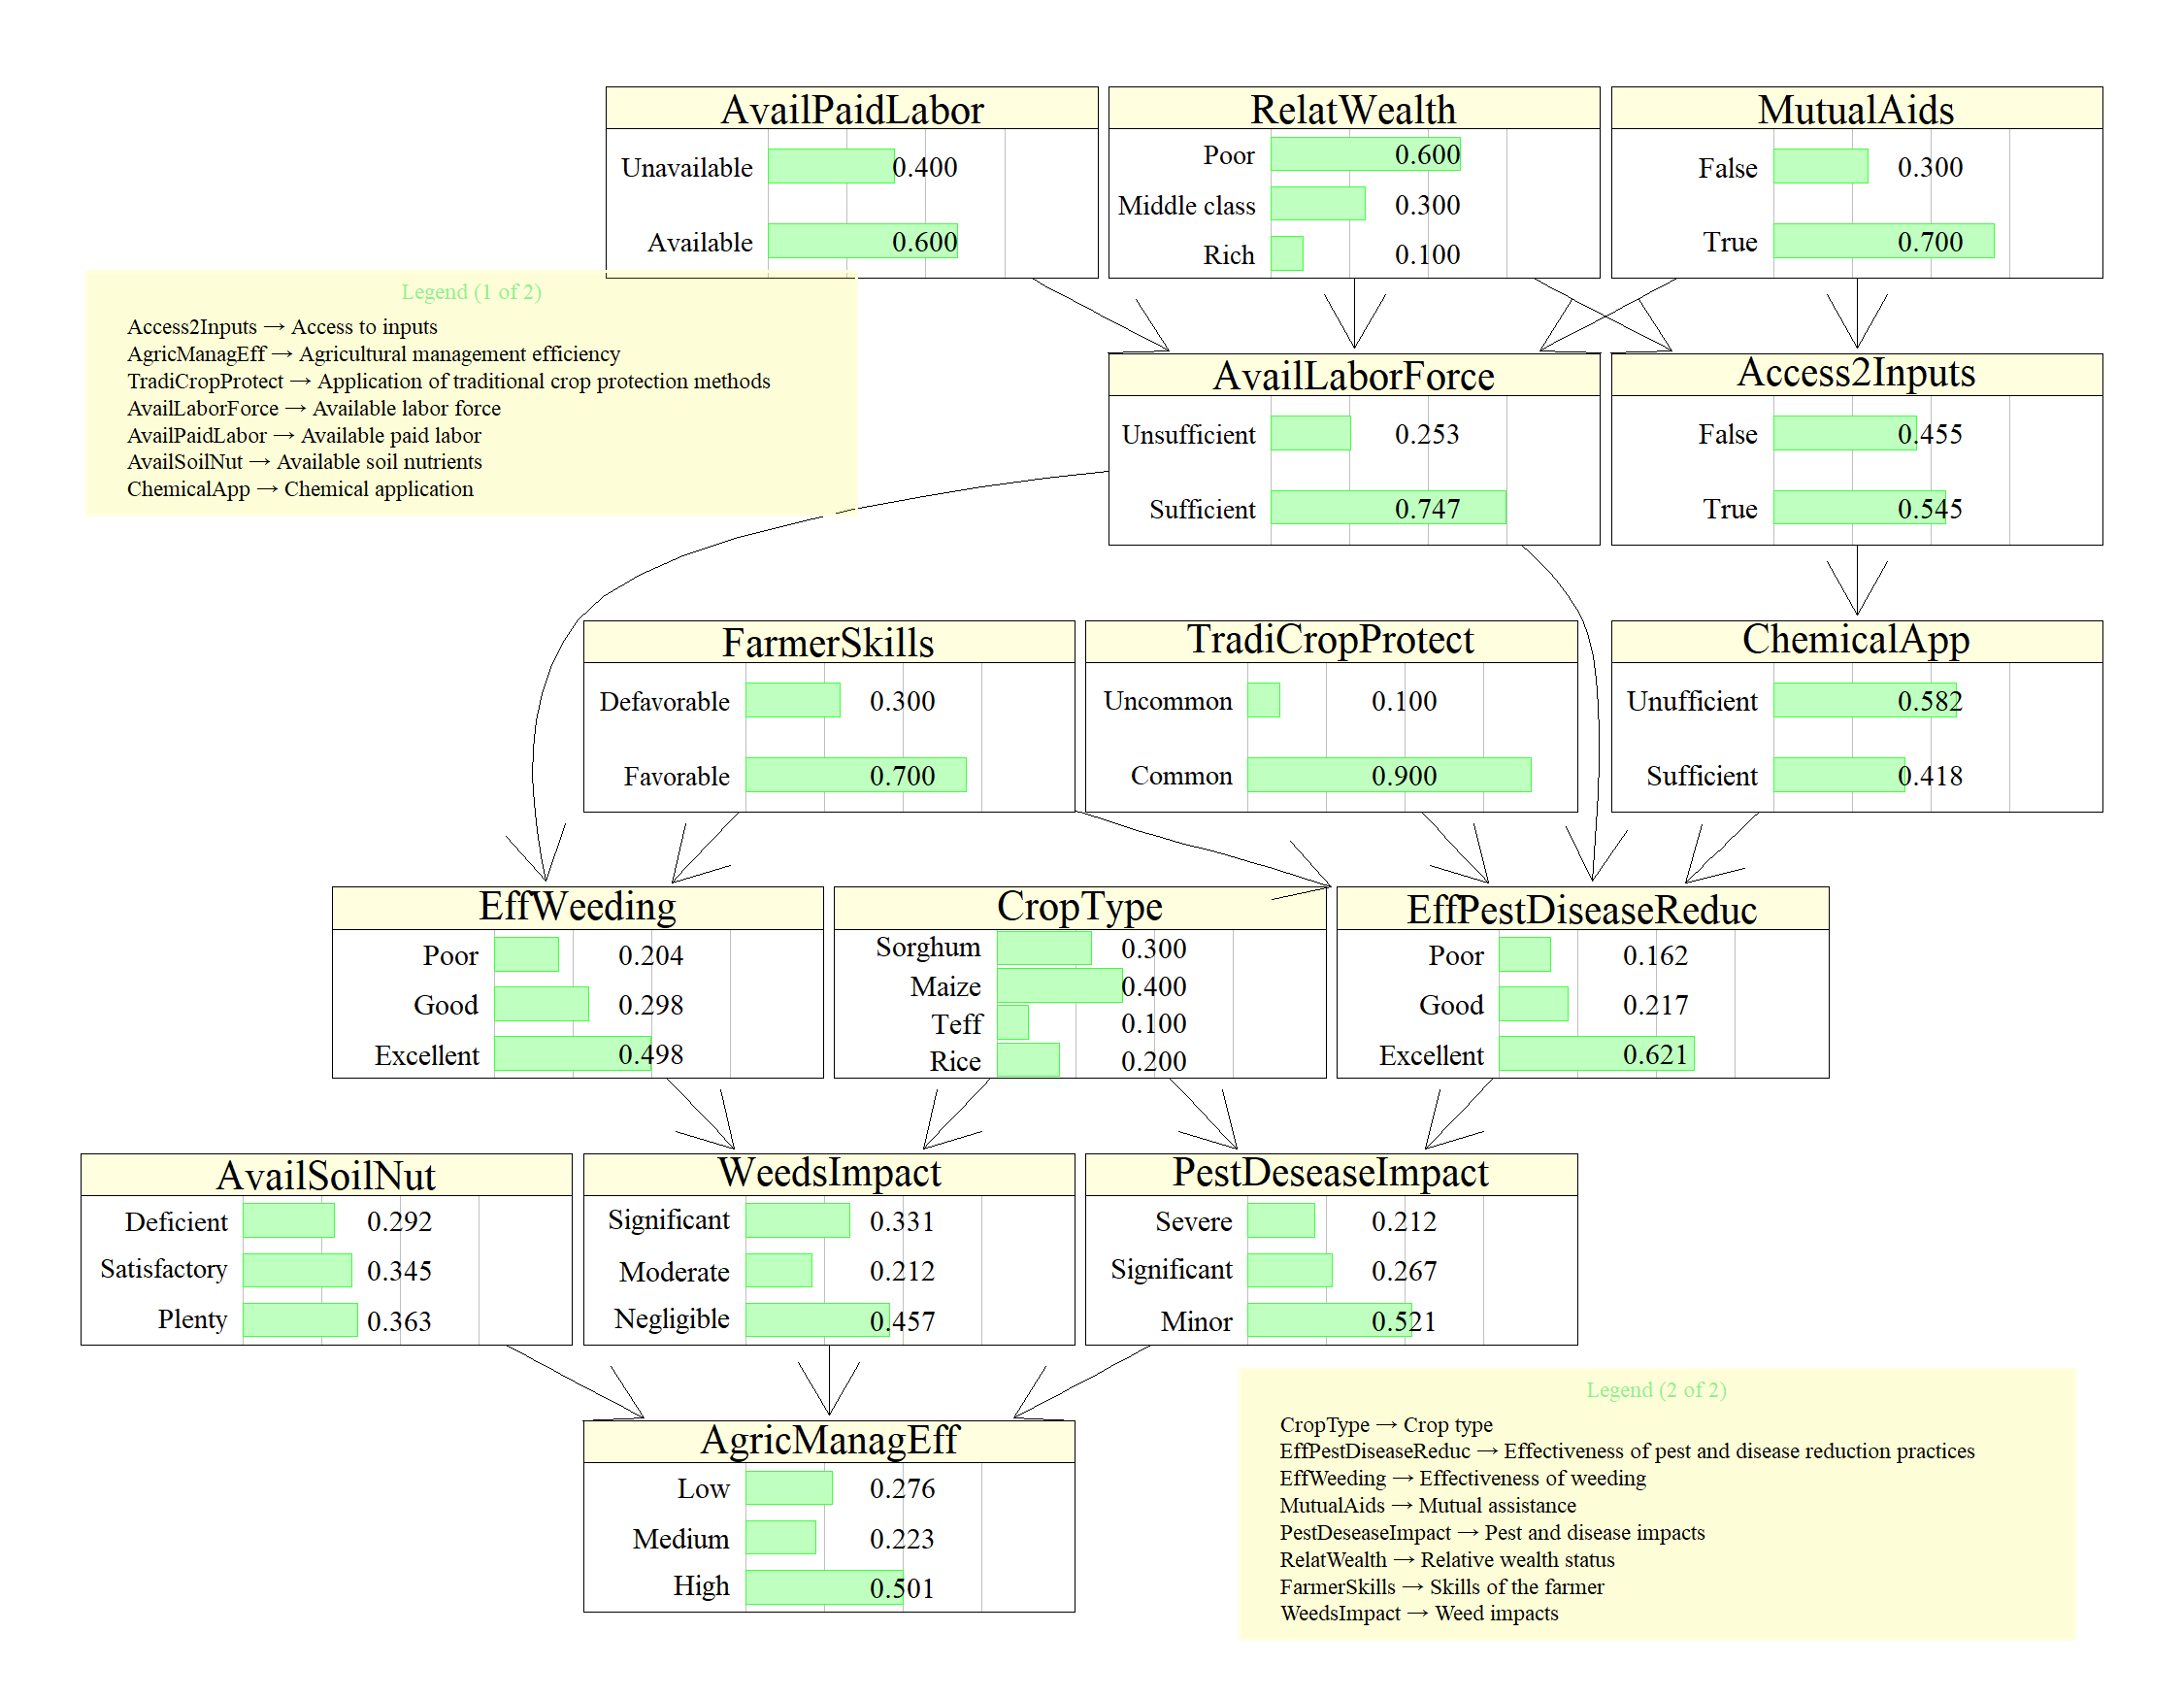 AvailPaidLabor
Unavailable 0.400
Available 0.600
RelatWealth
Poor 0.600
Middle class 0.300
Rich 0.100
MutualAids
False 0.300
True 0.700
Legend (1 of 2)
Access2Inputs → Access to inputs
AgricManagEff → Agricultural management efficiency
TradiCropProtect → Application of traditional crop protection methods
AvailLaborForce → Available labor force
AvailPaidLabor → Available paid labor
AvailSoilNut → Available soil nutrients
ChemicalApp → Chemical application
AvailLaborForce
Unsufficient 0.253
Sufficient 0.747
Access2Inputs
False 0.455
True 0.545
FarmerSkills
Defavorable 0.300
Favorable 0.700
TradiCropProtect
Uncommon 0.100
Common 0.900
ChemicalApp
Unufficient 0.582
Sufficient 0.418
EffWeeding
Poor 0.204
Good 0.298
Excellent 0.498
CropType
Sorghum 0.300
Maize 0.400
Teff 0.100
Rice 0.200
EffPestDiseaseReduc
Poor 0.162
Good 0.217
Excellent 0.621
AvailSoilNut
Deficient 0.292
Satisfactory 0.345
Plenty 0.363
WeedsImpact
Significant 0.331
Moderate 0.212
Negligible 0.457
PestDeseaseImpact
Severe 0.212
Significant 0.267
Minor 0.521
AgricManagEff
Low 0.276
Medium 0.223
High 0.501
Legend (2 of 2)
CropType → Crop type
EffPestDiseaseReduc → Effectiveness of pest and disease reduction practices
EffWeeding → Effectiveness of weeding
MutualAids → Mutual assistance
PestDeseaseImpact → Pest and disease impacts
RelatWealth → Relative wealth status
FarmerSkills → Skills of the farmer
WeedsImpact → Weed impacts